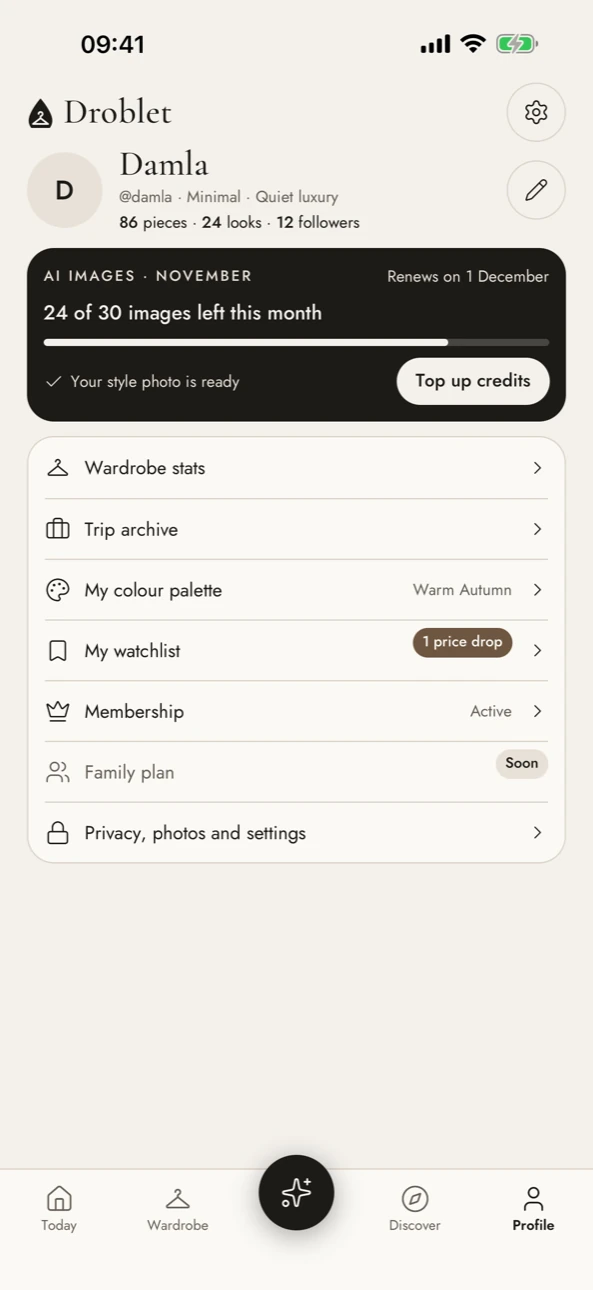 09:41
Droblet
D
Damla
@damla · Minimal · Quiet luxury
86 pieces · 24 looks · 12 followers
AI IMAGES · NOVEMBER
Renews on 1 December
24 of 30 images left this month
Your style photo is ready
Top up credits
Wardrobe stats
Trip archive
My colour palette
Warm Autumn
My watchlist
1 price drop
Membership
Active
Family plan
Soon
Privacy, photos and settings
Today
Wardrobe
Discover
Profile